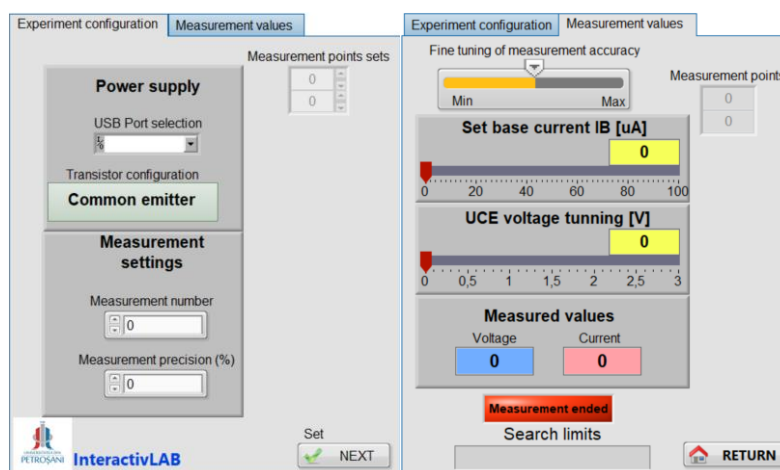 Experiment configuration
Measurement values
Measurement points sets
0
0
Power supply
USB Port selection
Transistor configuration
Common emitter
Measurement
settings
Measurement number
0
Measurement precision (%)
0
PETROȘANI
InteractivLAB
Set
NEXT
Experiment configuration
Measurement values
Fine tuning of measurement accuracy
Min
Max
Measurement points
0
0
Set base current IB [uA]
0
0 20 40 60 80 100
UCE voltage tunning [V]
0
0 0,5 1 1,5 2 2,5 3
Measured values
Voltage
Current
0
0
Measurement ended
Search limits
RETURN